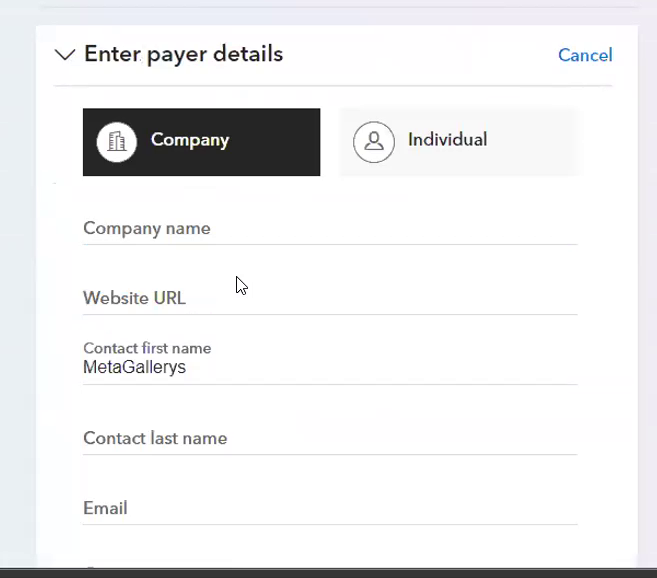 Enter payer details
Cancel
Company
Individual
Company name
Website URL
Contact first name
MetaGallerys
Contact last name
Email